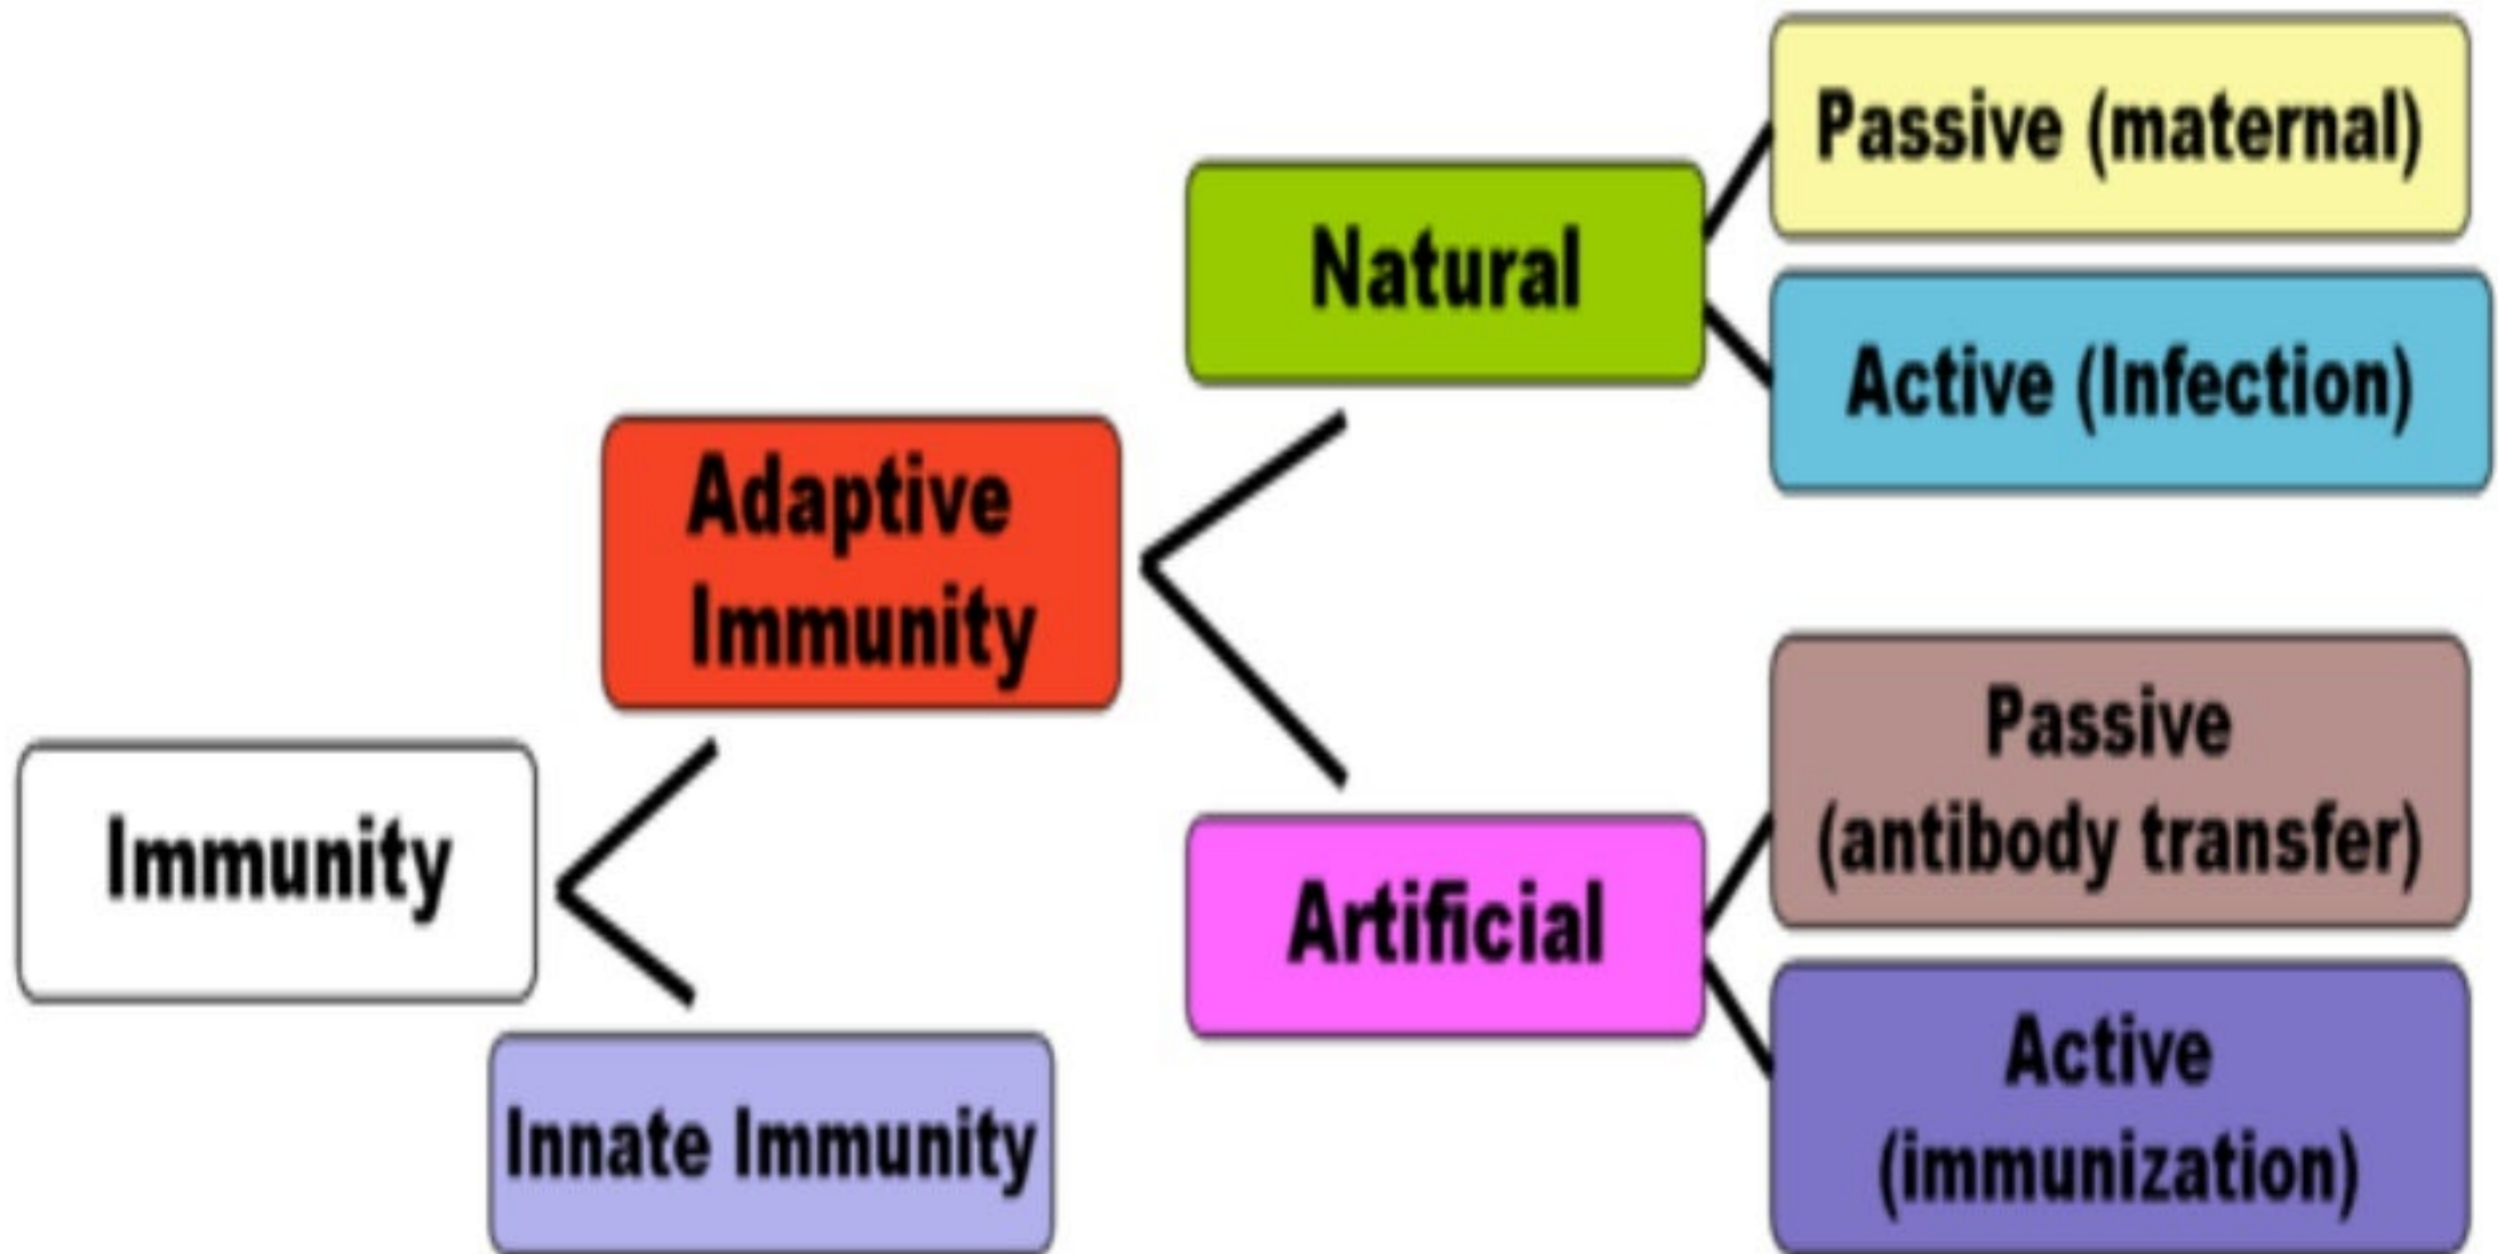 Passive (maternal)
Natural
Active (Infection)
Adaptive
Immunity
Passive
(antibody transfer)
Immunity
Artificial
Active
(immunization)
Innate Immunity